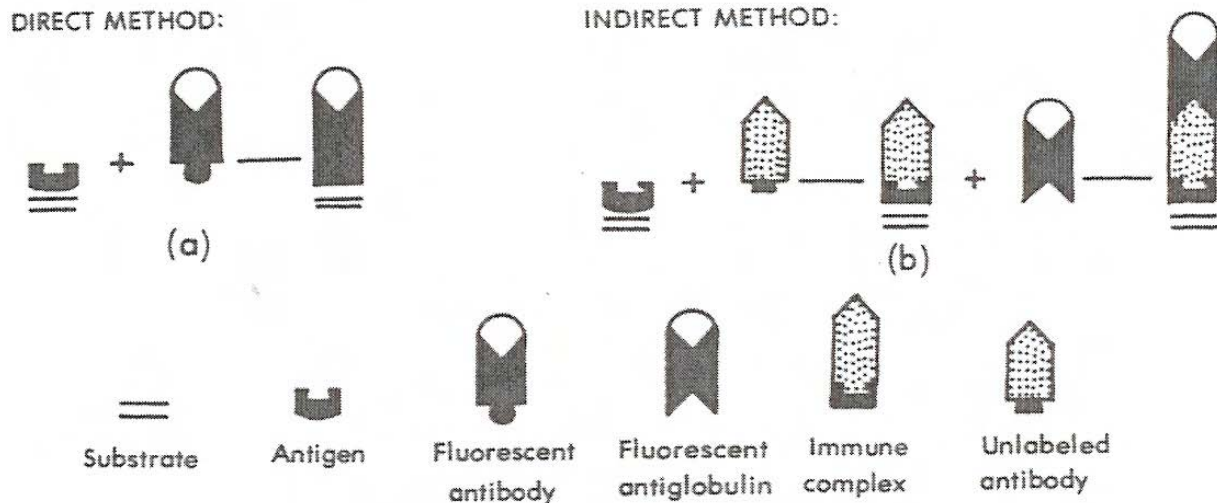 DIRECT METHOD:
INDIRECT METHOD:
+
+
+
(a)
(b)
Substrate
Antigen
Fluorescent
antibody
Fluorescent
antiglobulin
Immune
complex
Unlabeled
antibody